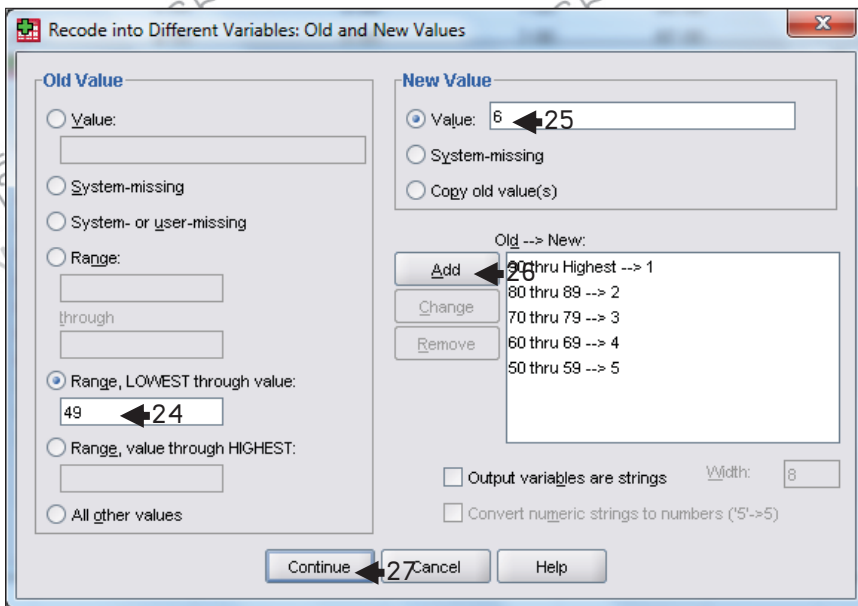 Recode into Different Variables: Old and New Values
Old Value
Value:
System-missing
System- or user-missing
Range:
through
Range, LOWEST through value:
49 24
Range, value through HIGHEST:
All other values
New Value
Value: 6 25
System-missing
Copy old value(s)
Old --> New:
Add 26
Change
Remove
90 thru Highest --> 1
80 thru 89 --> 2
70 thru 79 --> 3
60 thru 69 --> 4
50 thru 59 --> 5
Output variables are strings Width: 8
Convert numeric strings to numbers ('5'->5)
Continue 27 Cancel Help